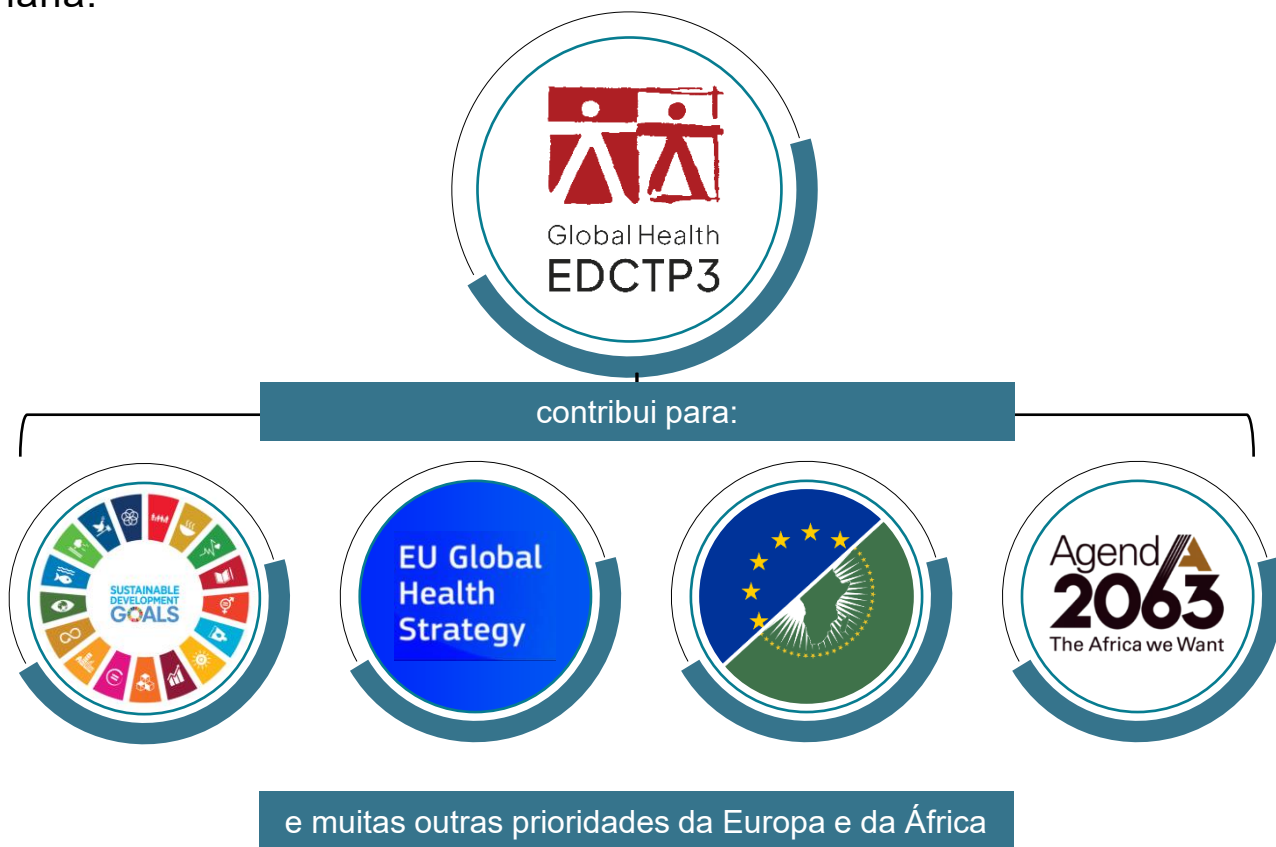 Global Health
EDCTP3
contribui para:
SUSTAINABLE
DEVELOPMENT
GOALS
EU Global
Health
Strategy
Agenda
2063
The Africa we Want
e muitas outras prioridades da Europa e da África